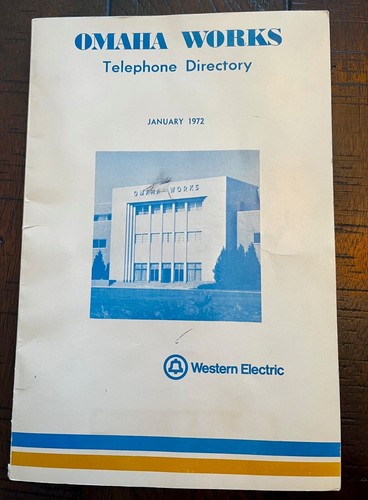 OMAHA WORKS
Telephone Directory
JANUARY 1972
OMAHA WORKS
Western Electric